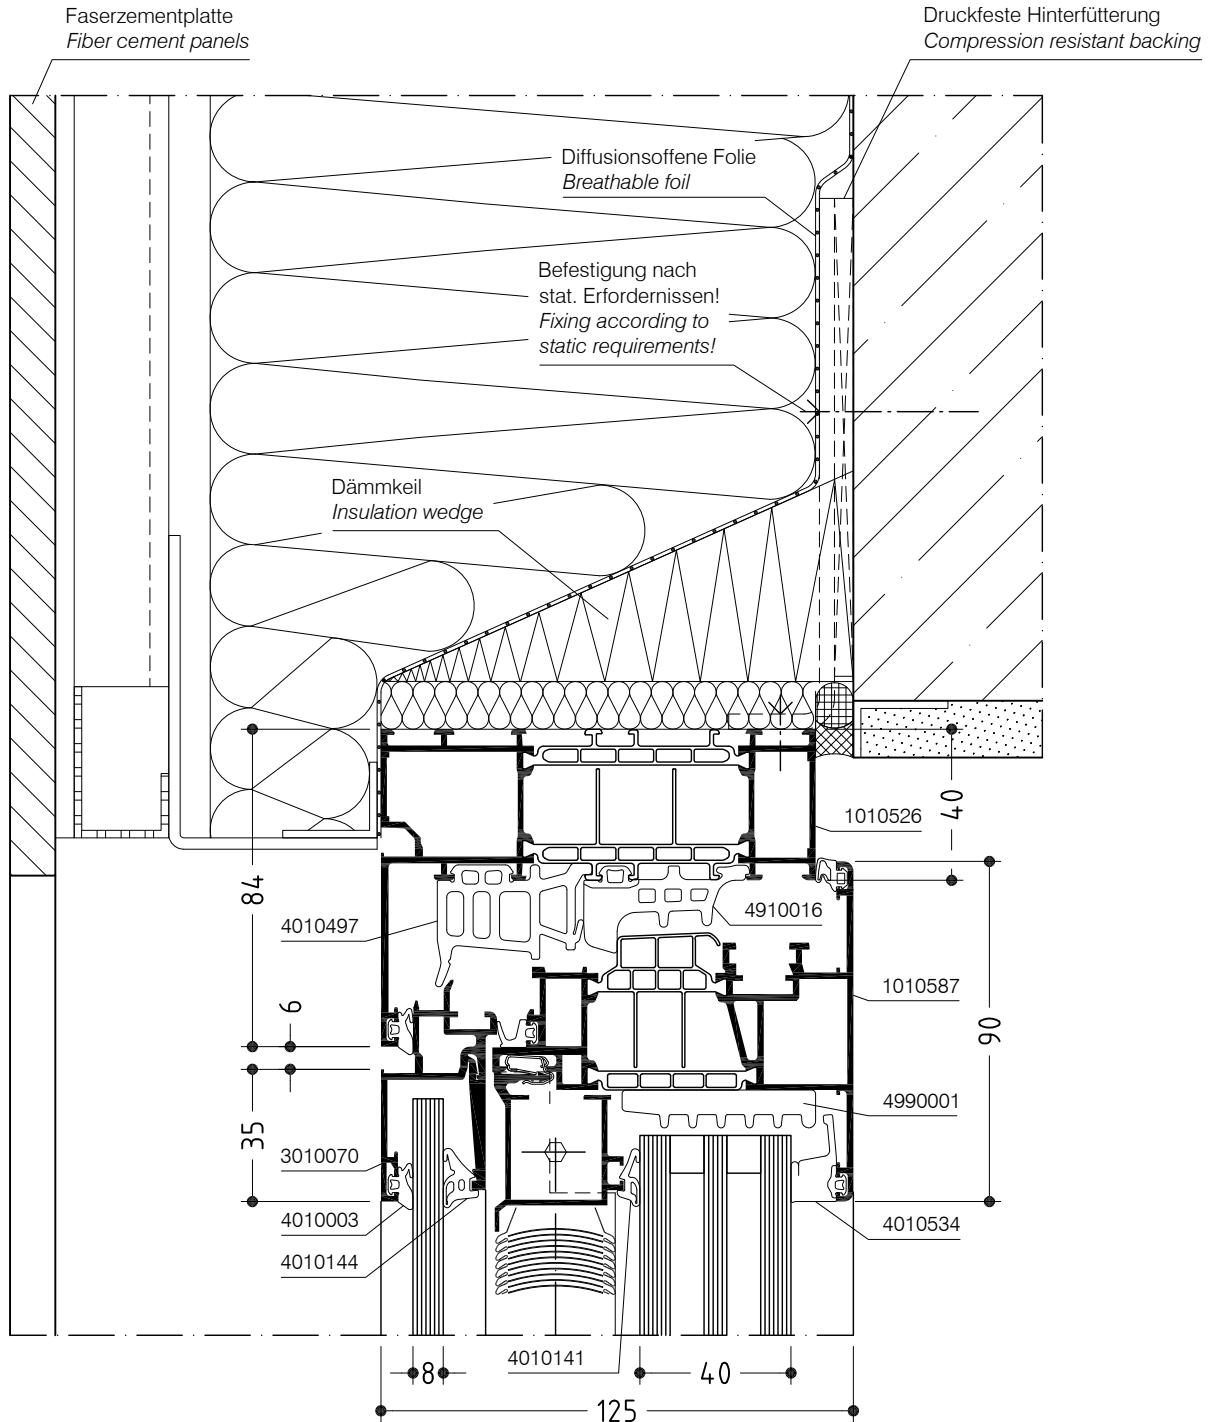 Faserzementplatte
Fiber cement panels
Druckfeste Hinterfütterung
Compression resistant backing
Diffusionsoffene Folie
Breathable foil
Befestigung nach
stat. Erfordernissen!
Fixing according to
static requirements!
Dämmkeil
Insulation wedge
84
6
35
40
90
1010526
4910016
4010497
1010587
4990001
3010070
4010003
4010144
4010534
4010141
8
40
125